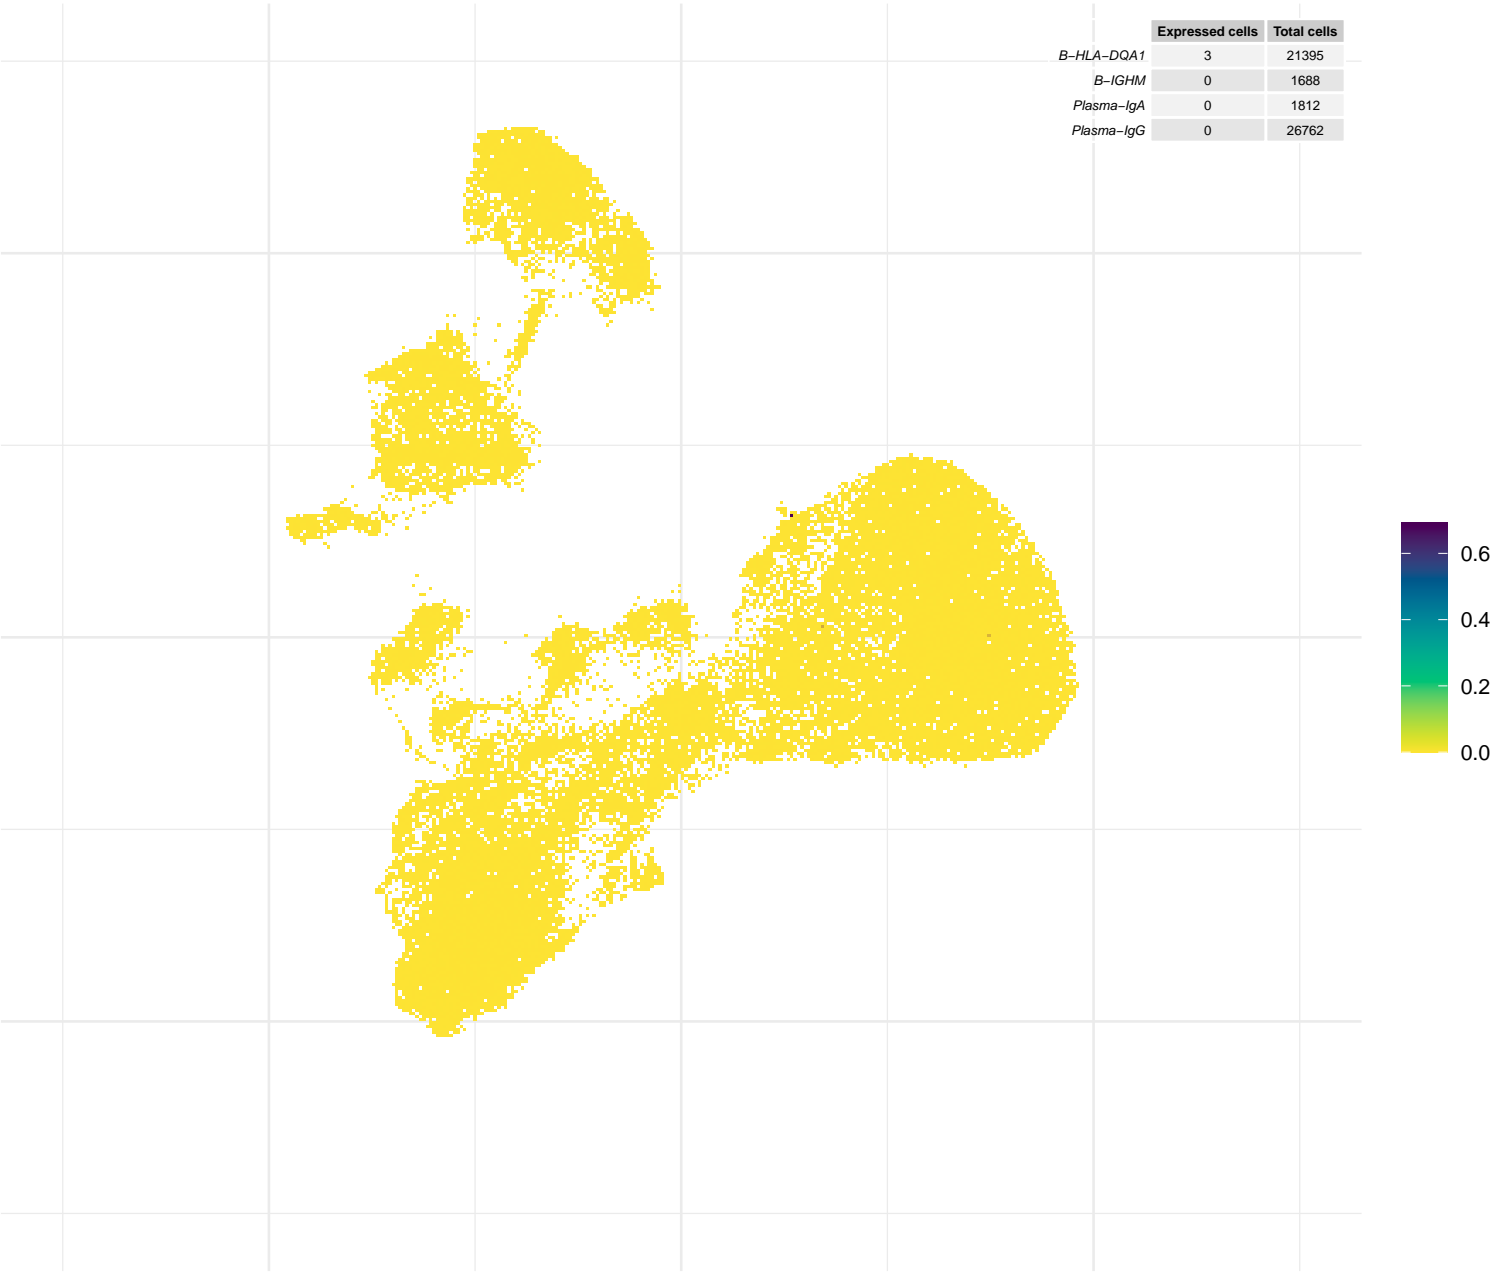 Expressed cells Total cells
B−HLA−DQA1 3 21395
B−IGHM 0 1688
Plasma−IgA 0 1812
Plasma−IgG 0 26762
0.6
0.4
0.2
0.0